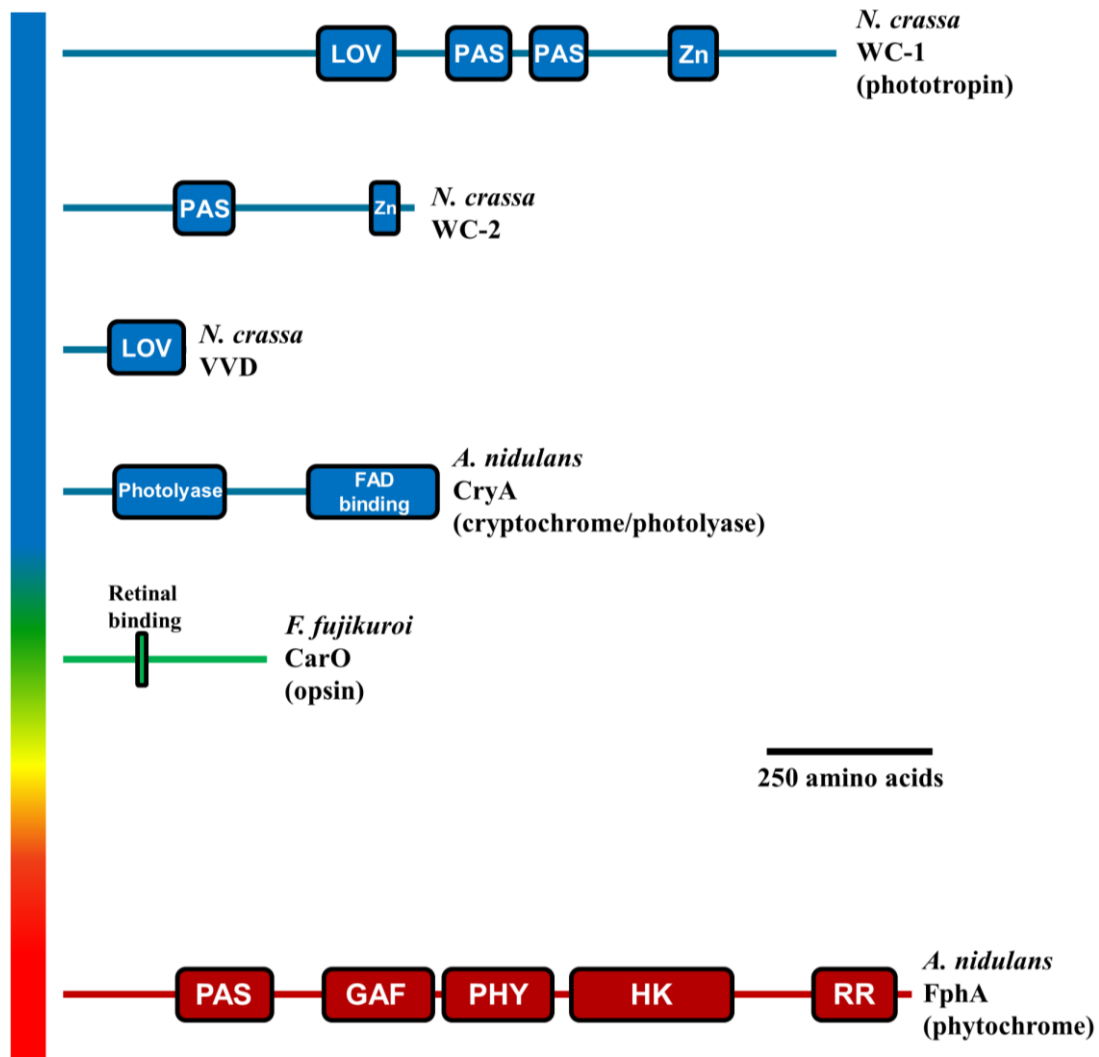 LOV PAS PAS Zn
N. crassa
WC-1
(phototropin)
PAS Zn
N. crassa
WC-2
LOV
N. crassa
VVD
Photolyase
FAD
binding
A. nidulans
CryA
(cryptochrome/photolyase)
Retinal
binding
F. fujikuroi
CarO
(opsin)
250 amino acids
PAS GAF PHY HK RR
A. nidulans
FphA
(phytochrome)